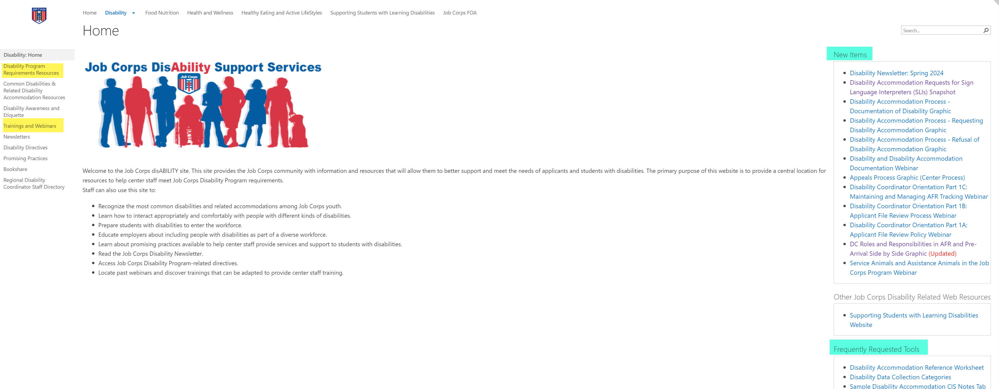 Job Corps
Home
Disability
Food Nutrition
Health and Wellness
Healthy Eating and Active LifeStyles
Supporting Students with Learning Disabilities
Job Corps FOA
Home
Search...
Disability: Home
Disability Program
Requirements Resources
Common Disabilities &
Related Disability
Accommodation Resources
Disability Awareness and
Etiquette
Trainings and Webinars
Newsletters
Disability Directives
Promising Practices
Bookshare
Regional Disability
Coordinator Staff Directory
Job Corps DisAbility Support Services
Job Corps
Welcome to the Job Corps disABILITY site. This site provides the Job Corps community with information and resources that will allow them to better support and meet the needs of applicants and students with disabilities. The primary purpose of this website is to provide a central location for
resources to help center staff meet Job Corps Disability Program requirements.
Staff can also use this site to:
Recognize the most common disabilities and related accommodations among Job Corps youth.
Learn how to interact appropriately and comfortably with people with different kinds of disabilities.
Prepare students with disabilities to enter the workforce.
Educate employers about including people with disabilities as part of a diverse workforce.
Learn about promising practices available to help center staff provide services and support to students with disabilities.
Read the Job Corps Disability Newsletter.
Access Job Corps Disability Program-related directives.
Locate past webinars and discover trainings that can be adapted to provide center staff training.
New Items
Disability Newsletter: Spring 2024
Disability Accommodation Requests for Sign
Language Interpreters (SLIs) Snapshot
Disability Accommodation Process -
Documentation of Disability Graphic
Disability Accommodation Process - Requesting
Disability Accommodation Graphic
Disability Accommodation Process - Refusal of
Disability Accommodation Graphic
Disability and Disability Accommodation
Documentation Webinar
Appeals Process Graphic (Center Process)
Disability Coordinator Orientation Part 1C:
Maintaining and Managing AFR Tracking Webinar
Disability Coordinator Orientation Part 1B:
Applicant File Review Process Webinar
Disability Coordinator Orientation Part 1A:
Applicant File Review Policy Webinar
DC Roles and Responsibilities in AFR and Pre-
Arrival Side by Side Graphic (Updated)
Service Animals and Assistance Animals in the Job
Corps Program Webinar
Other Job Corps Disability Related Web Resources
Supporting Students with Learning Disabilities
Website
Frequently Requested Tools
Disability Accommodation Reference Worksheet
Disability Data Collection Categories
Sample Disability Accommodation CIS Notes Tab